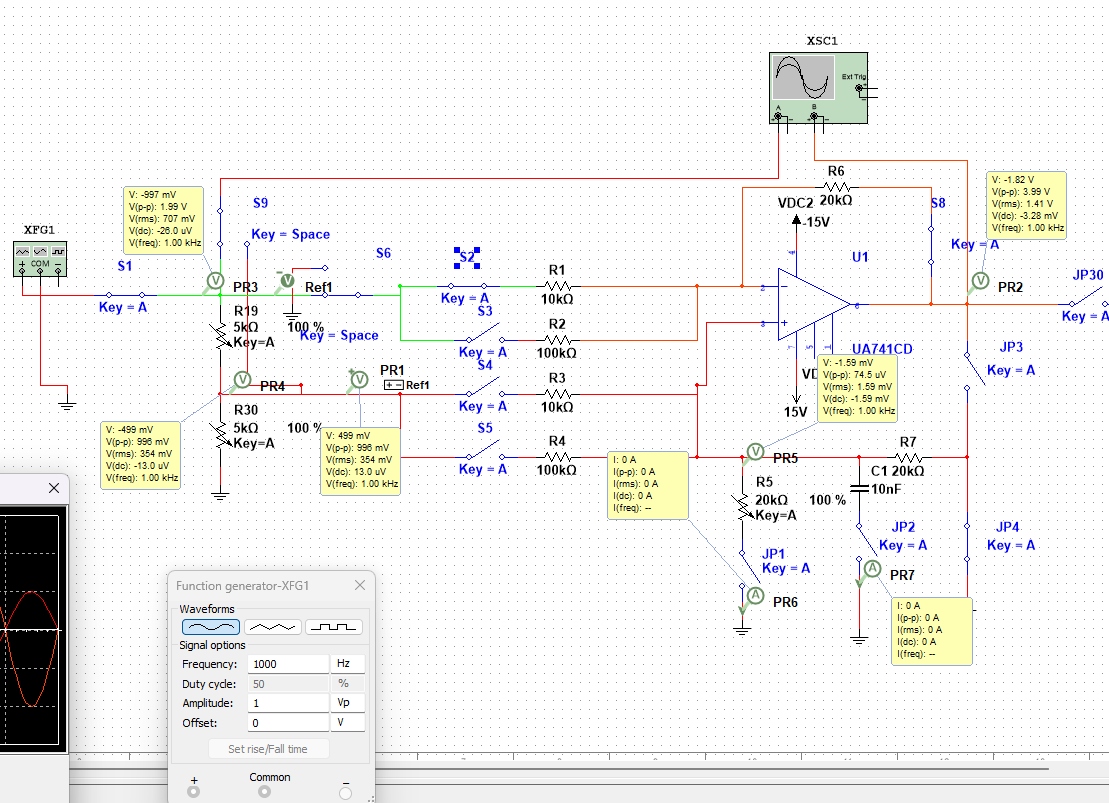 XSC1
Ext Trig
A
B
V: -997 mV
V(p-p): 1.99 V
V(rms): 707 mV
V(dc): -26.0 uV
V(freq): 1.00 kHz
S9
Key = Space
R6
20kΩ
VDC2
-15V
S8
Key = A
V: -1.82 V
V(p-p): 3.99 V
V(rms): 1.41 V
V(dc): -3.28 mV
V(freq): 1.00 kHz
XFG1
COM
S1
Key = A
V
PR3
V
Ref1
S6
Key = Space
S2
Key = A
R1
10kΩ
U1
UA741CD
2
3
4
6
7
5
1
V
PR2
JP30
Key = A
R19
5kΩ
Key=A
100 %
S3
Key = A
R2
100kΩ
V
PR4
V
PR1
Ref1
S4
Key = A
R3
10kΩ
15V
V: -1.59 mV
V(p-p): 74.5 uV
V(rms): 1.59 mV
V(dc): -1.59 mV
V(freq): 1.00 kHz
JP3
Key = A
R30
5kΩ
Key=A
100 %
V: -499 mV
V(p-p): 996 mV
V(rms): 354 mV
V(dc): -13.0 uV
V(freq): 1.00 kHz
V: 499 mV
V(p-p): 996 mV
V(rms): 354 mV
V(dc): 13.0 uV
V(freq): 1.00 kHz
S5
Key = A
R4
100kΩ
I: 0 A
I(p-p): 0 A
I(rms): 0 A
I(dc): 0 A
I(freq): --
V
PR5
R7
20kΩ
R5
20kΩ
Key=A
100 %
C1
10nF
JP1
Key = A
JP2
Key = A
JP4
Key = A
A
PR6
A
PR7
I: 0 A
I(p-p): 0 A
I(rms): 0 A
I(dc): 0 A
I(freq): --
Function generator-XFG1
Waveforms
Signal options
Frequency: 1000 Hz
Duty cycle: 50 %
Amplitude: 1 Vp
Offset: 0 V
Set rise/Fall time
+
Common
−